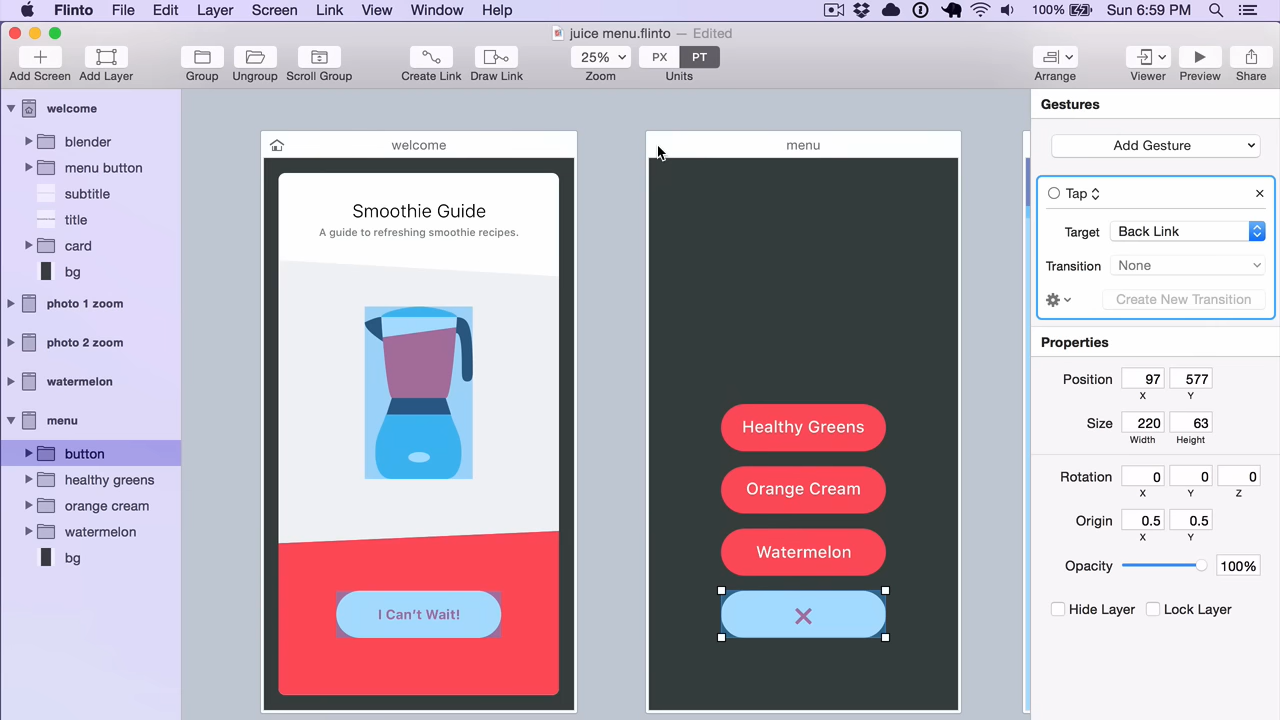 Flinto File Edit Layer Screen Link View Window Help 100% Sun 6:59 PM
juice menu.flinto — Edited
25% PX PT
Add Screen Add Layer Group Ungroup Scroll Group Create Link Draw Link Zoom Units Arrange Viewer Preview Share
welcome
blender
menu button
subtitle
title
card
bg
photo 1 zoom
photo 2 zoom
watermelon
menu
button
healthy greens
orange cream
watermelon
bg
welcome
Smoothie Guide
A guide to refreshing smoothie recipes.
I Can't Wait!
menu
Healthy Greens
Orange Cream
Watermelon
Gestures
Add Gesture
Tap
Target Back Link
Transition None
Create New Transition
Properties
Position 97 577
X Y
Size 220 63
Width Height
Rotation 0 0 0
X Y Z
Origin 0.5 0.5
X Y
Opacity 100%
Hide Layer Lock Layer